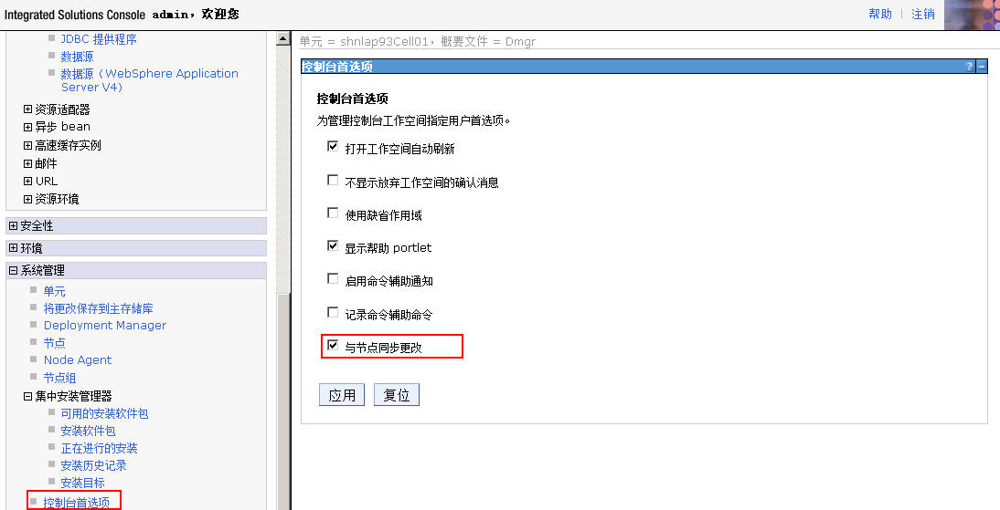 Integrated Solutions Console admin，欢迎您
帮助 注销
JDBC 提供程序
数据源
数据源（WebSphere Application
Server V4）
资源适配器
异步 bean
高速缓存实例
邮件
URL
资源环境
安全性
环境
系统管理
单元
将更改保存到主存储库
Deployment Manager
节点
Node Agent
节点组
集中安装管理器
可用的安装软件包
安装软件包
正在进行的安装
安装历史记录
安装目标
控制台首选项
单元 = shnlap93Cell01，概要文件 = Dmgr
控制台首选项 ? −
控制台首选项
为管理控制台工作空间指定用户首选项。
打开工作空间自动刷新
不显示放弃工作空间的确认消息
使用缺省作用域
显示帮助 portlet
启用命令辅助通知
记录命令辅助命令
与节点同步更改
应用 复位